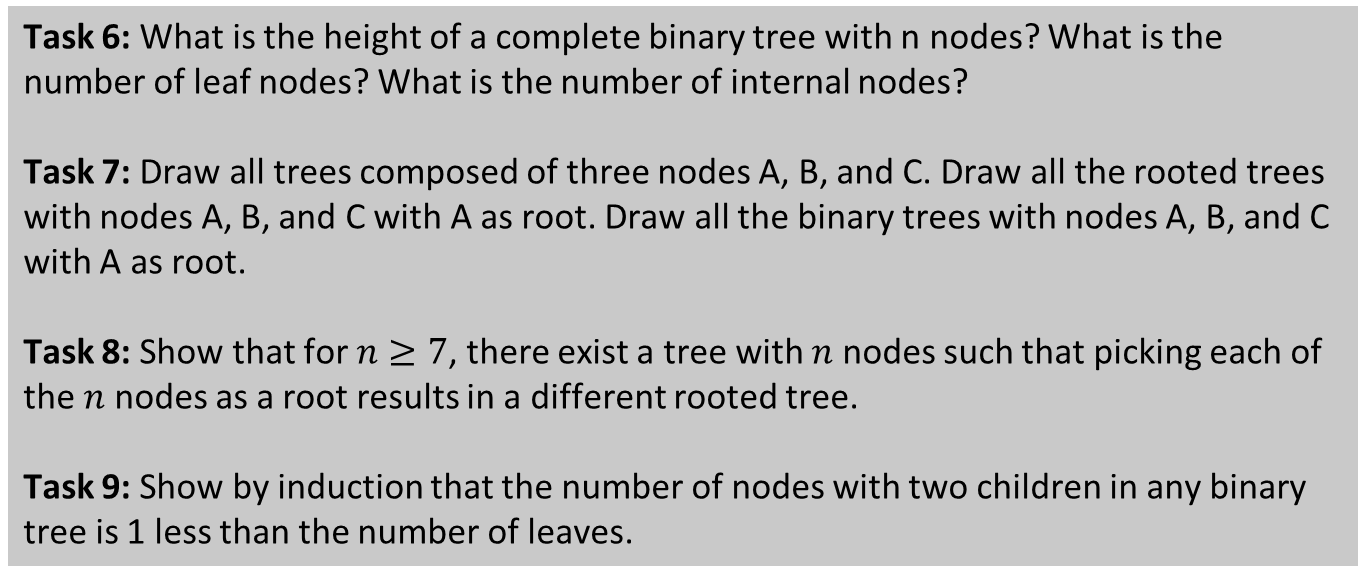 Task 6: What is the height of a complete binary tree with n nodes? What is the
number of leaf nodes? What is the number of internal nodes?
Task 7: Draw all trees composed of three nodes A, B, and C. Draw all the rooted trees
with nodes A, B, and C with A as root. Draw all the binary trees with nodes A, B, and C
with A as root.
Task 8: Show that for n ≥ 7, there exist a tree with n nodes such that picking each of
the n nodes as a root results in a different rooted tree.
Task 9: Show by induction that the number of nodes with two children in any binary
tree is 1 less than the number of leaves.